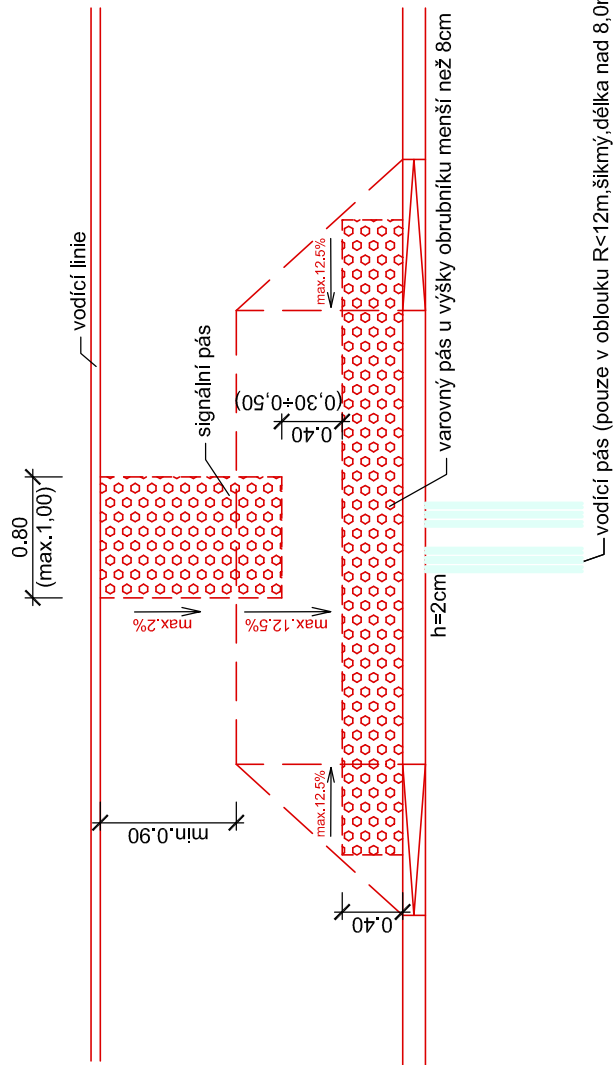 vodící linie
0.80
(max.1,00)
signální pás
max.2%
max.12.5%
min.0.90
0.40
(0,30÷0,50)
max.12.5%
max.12.5%
0.40
varovný pás u výšky obrubníku menší než 8cm
h=2cm
vodící pás (pouze v oblouku R<12m,šikmý,délka nad 8,0